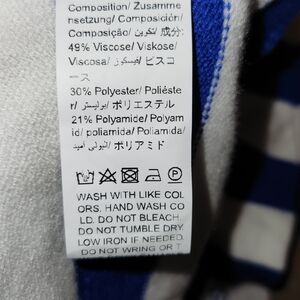 Composition/ Zusamme
nsetzung/ Composición/
Composição/ تكوين/ 成分:
49% Viscose/ Viskose/
Viscosa/ فيسكوز/ ビスコ
ース
30% Polyester/ Poliéste
r/ بوليستر/ ポリエステル
21% Polyamide/ Polyam
id/ poliamida/ Poliamida/
/ ポリアミド
WASH WITH LIKE COL
ORS. HAND WASH CO
LD. DO NOT BLEACH.
DO NOT TUMBLE DRY.
LOW IRON IF NEEDED.
DO NOT WRING OR T